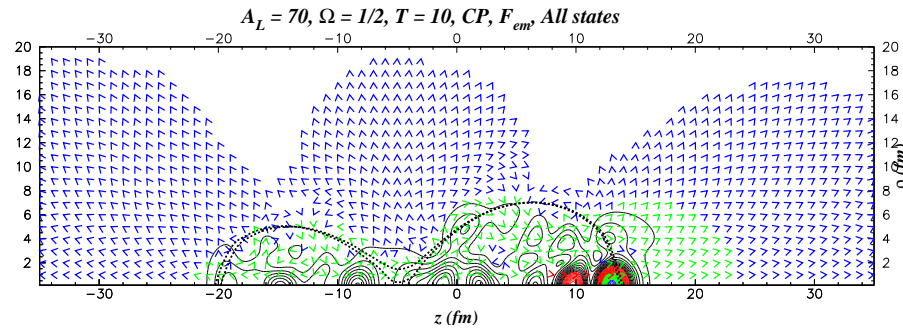 A_L = 70, Ω = 1/2, T = 10, CP, F_em, All states
−30 −20 −10 0 10 20 30
20 20
18 18
16 16
14 14
12 12
10 10
8 8
6 6
4 4
2 2
−30 −20 −10 0 10 20 30
z (fm)
ρ (fm)